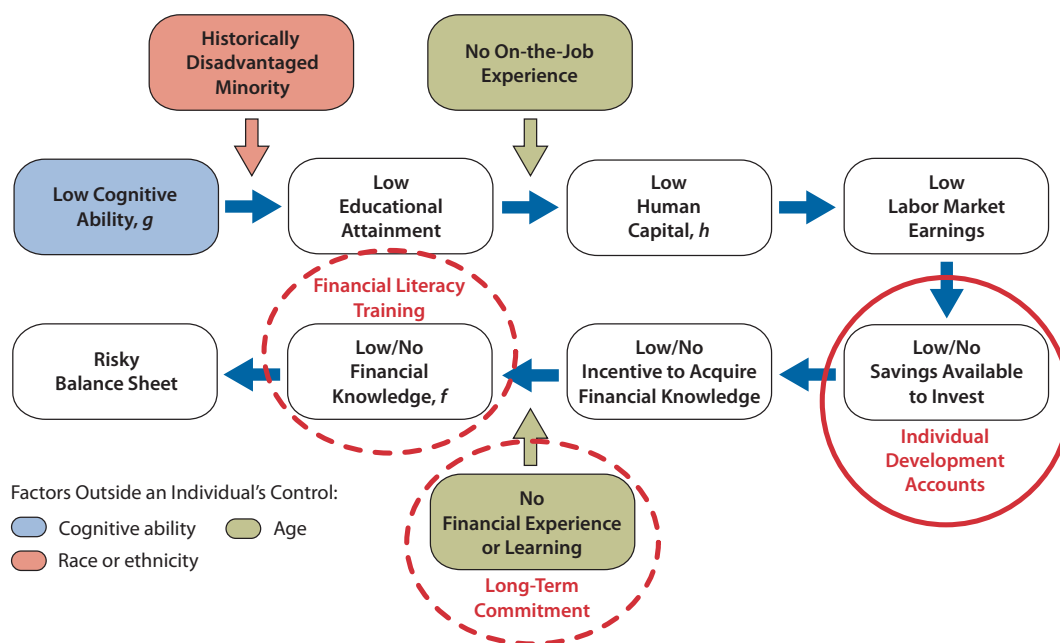 Historically
Disadvantaged
Minority
No On-the-Job
Experience
Low Cognitive
Ability, g
Low
Educational
Attainment
Low
Human
Capital, h
Low
Labor Market
Earnings
Financial Literacy
Training
Risky
Balance Sheet
Low/No
Financial
Knowledge, f
Low/No
Incentive to Acquire
Financial Knowledge
Low/No
Savings Available
to Invest
Individual
Development
Accounts
No
Financial Experience
or Learning
Long-Term
Commitment
Factors Outside an Individual’s Control:
Cognitive ability
Age
Race or ethnicity